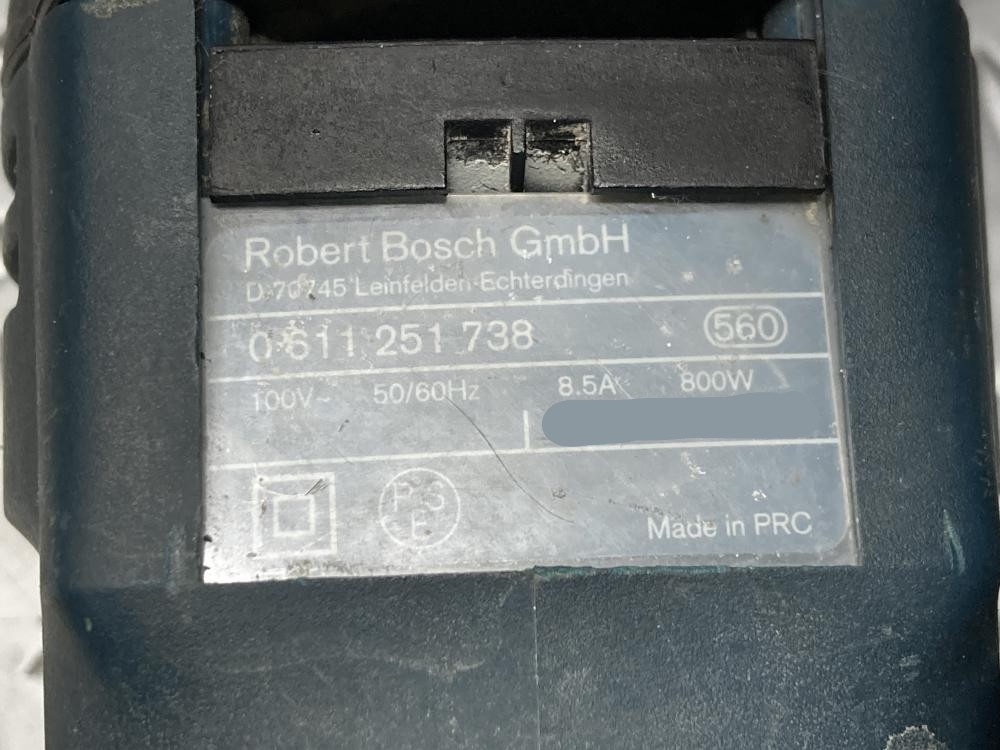 Robert Bosch GmbH
D-70745 Leinfelden-Echterdingen
0 611 251 738 560
100V~ 50/60Hz 8.5A 800W
PS
E
Made in PRC